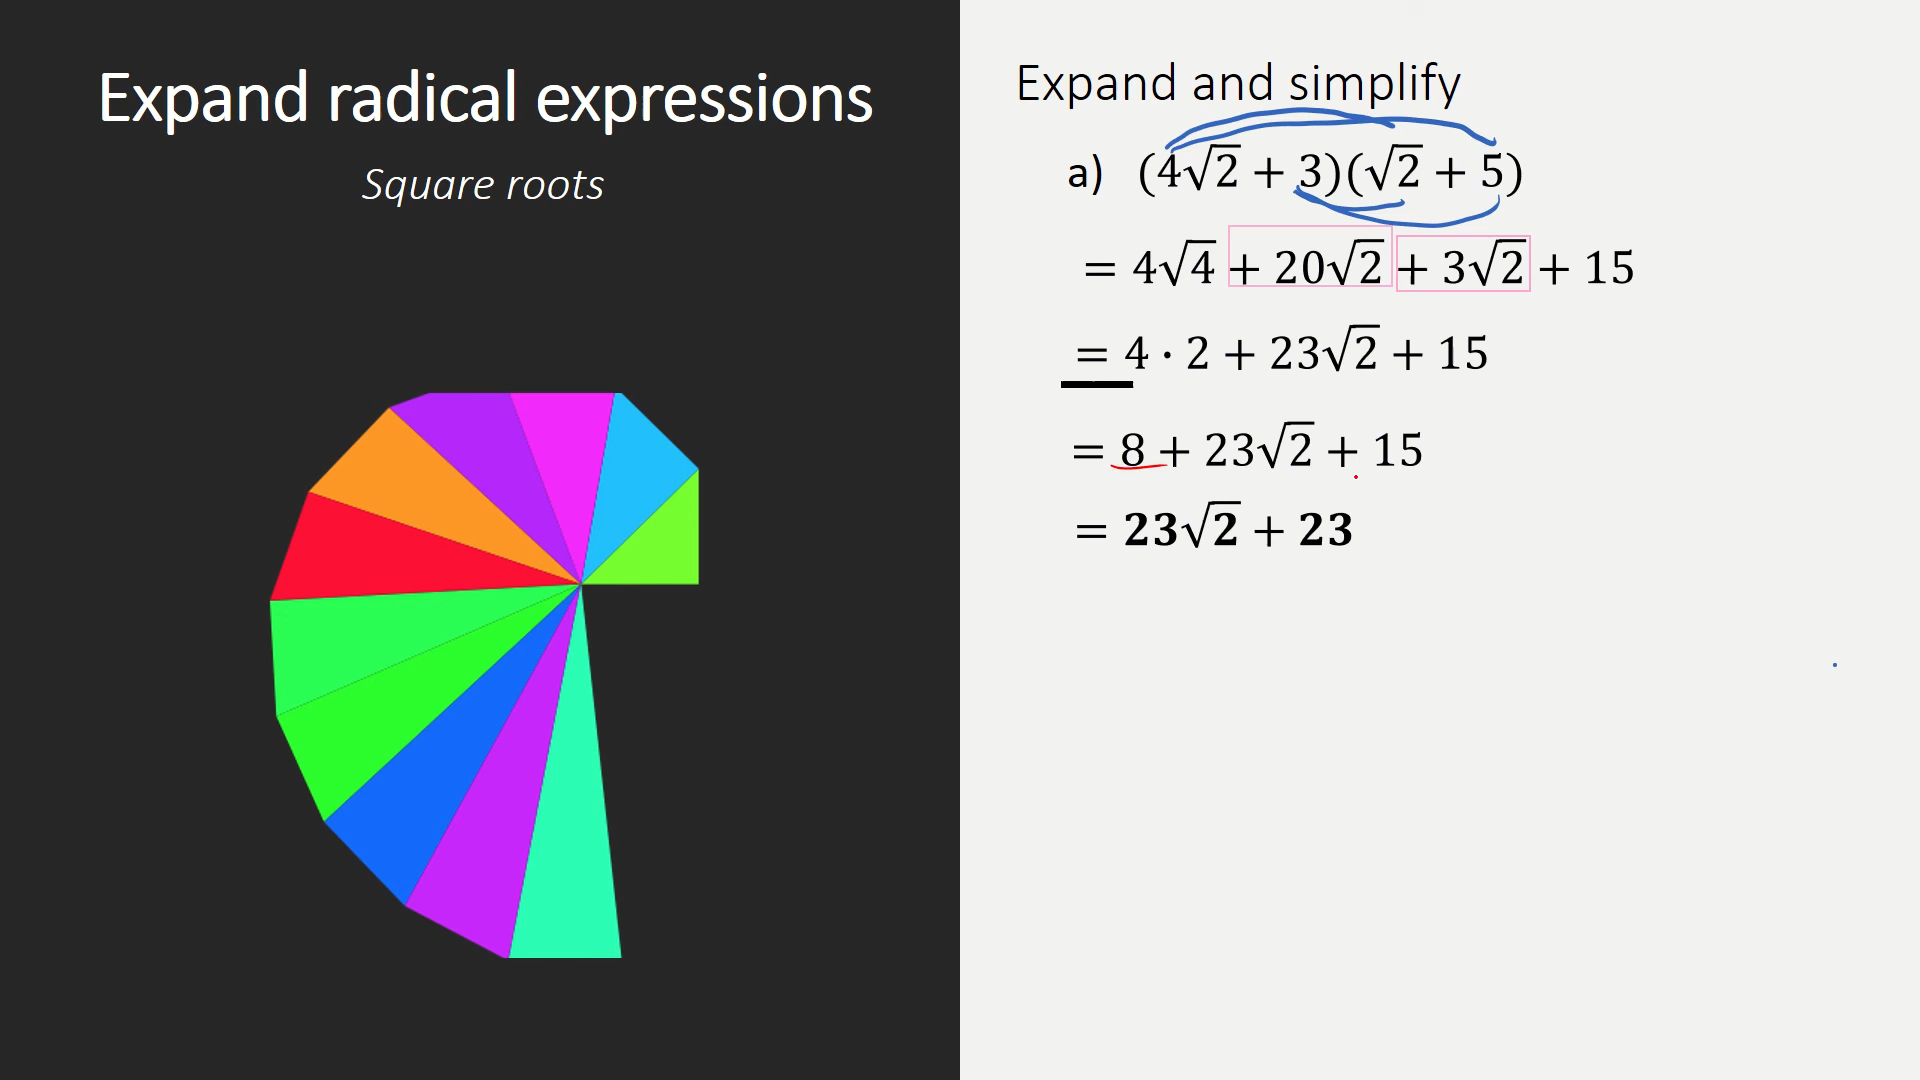 Expand radical expressions
Square roots
Expand and simplify
a) (4√2 + 3)(√2 + 5)
= 4√4 + 20√2 + 3√2 + 15
= 4 · 2 + 23√2 + 15
= 8 + 23√2 + 15
= 23√2 + 23